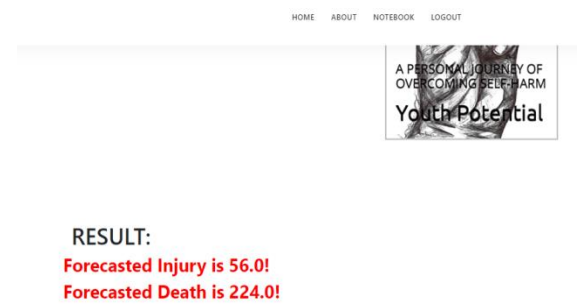 HOME ABOUT NOTEBOOK LOGOUT
A PERSONAL JOURNEY OF
OVERCOMING SELF-HARM
Youth Potential
RESULT:
Forecasted Injury is 56.0!
Forecasted Death is 224.0!